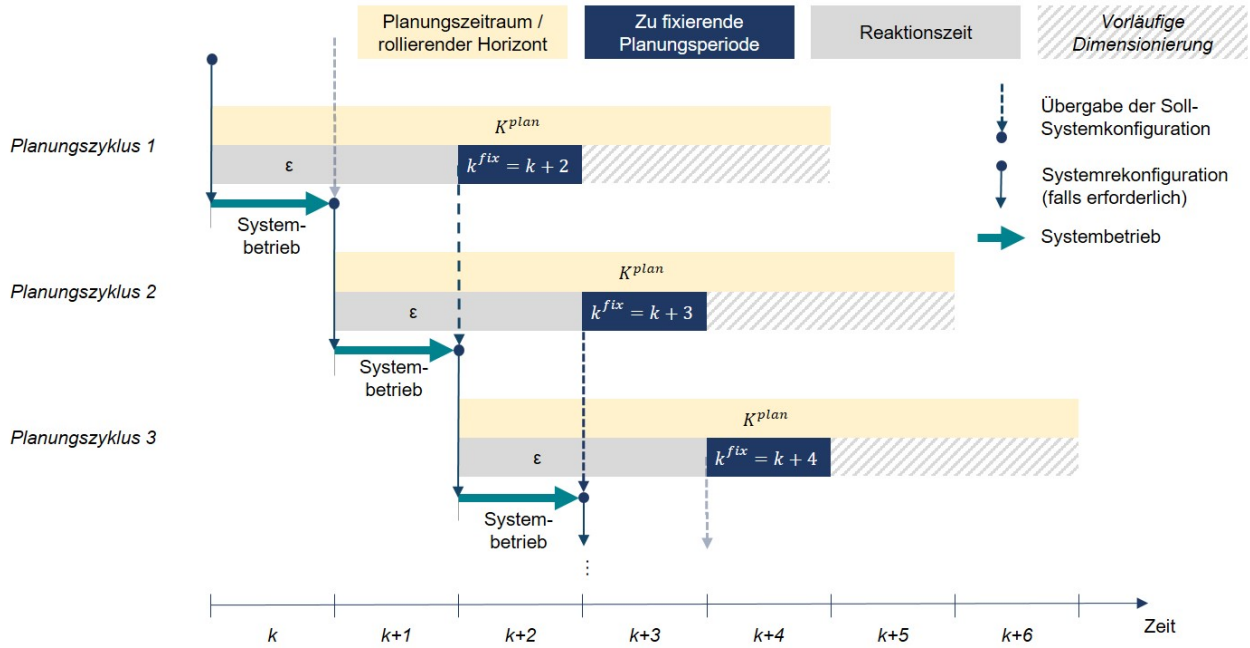 Planungszeitraum /
rollierender Horizont
Zu fixierende
Planungsperiode
Reaktionszeit
Vorläufige
Dimensionierung
Übergabe der Soll-
Systemkonfiguration
Systemrekonfiguration
(falls erforderlich)
Systembetrieb
Planungszyklus 1
K^plan
ε
k^fix = k + 2
System-
betrieb
Planungszyklus 2
K^plan
ε
k^fix = k + 3
System-
betrieb
Planungszyklus 3
K^plan
ε
k^fix = k + 4
System-
betrieb
⋮
k k+1 k+2 k+3 k+4 k+5 k+6 Zeit